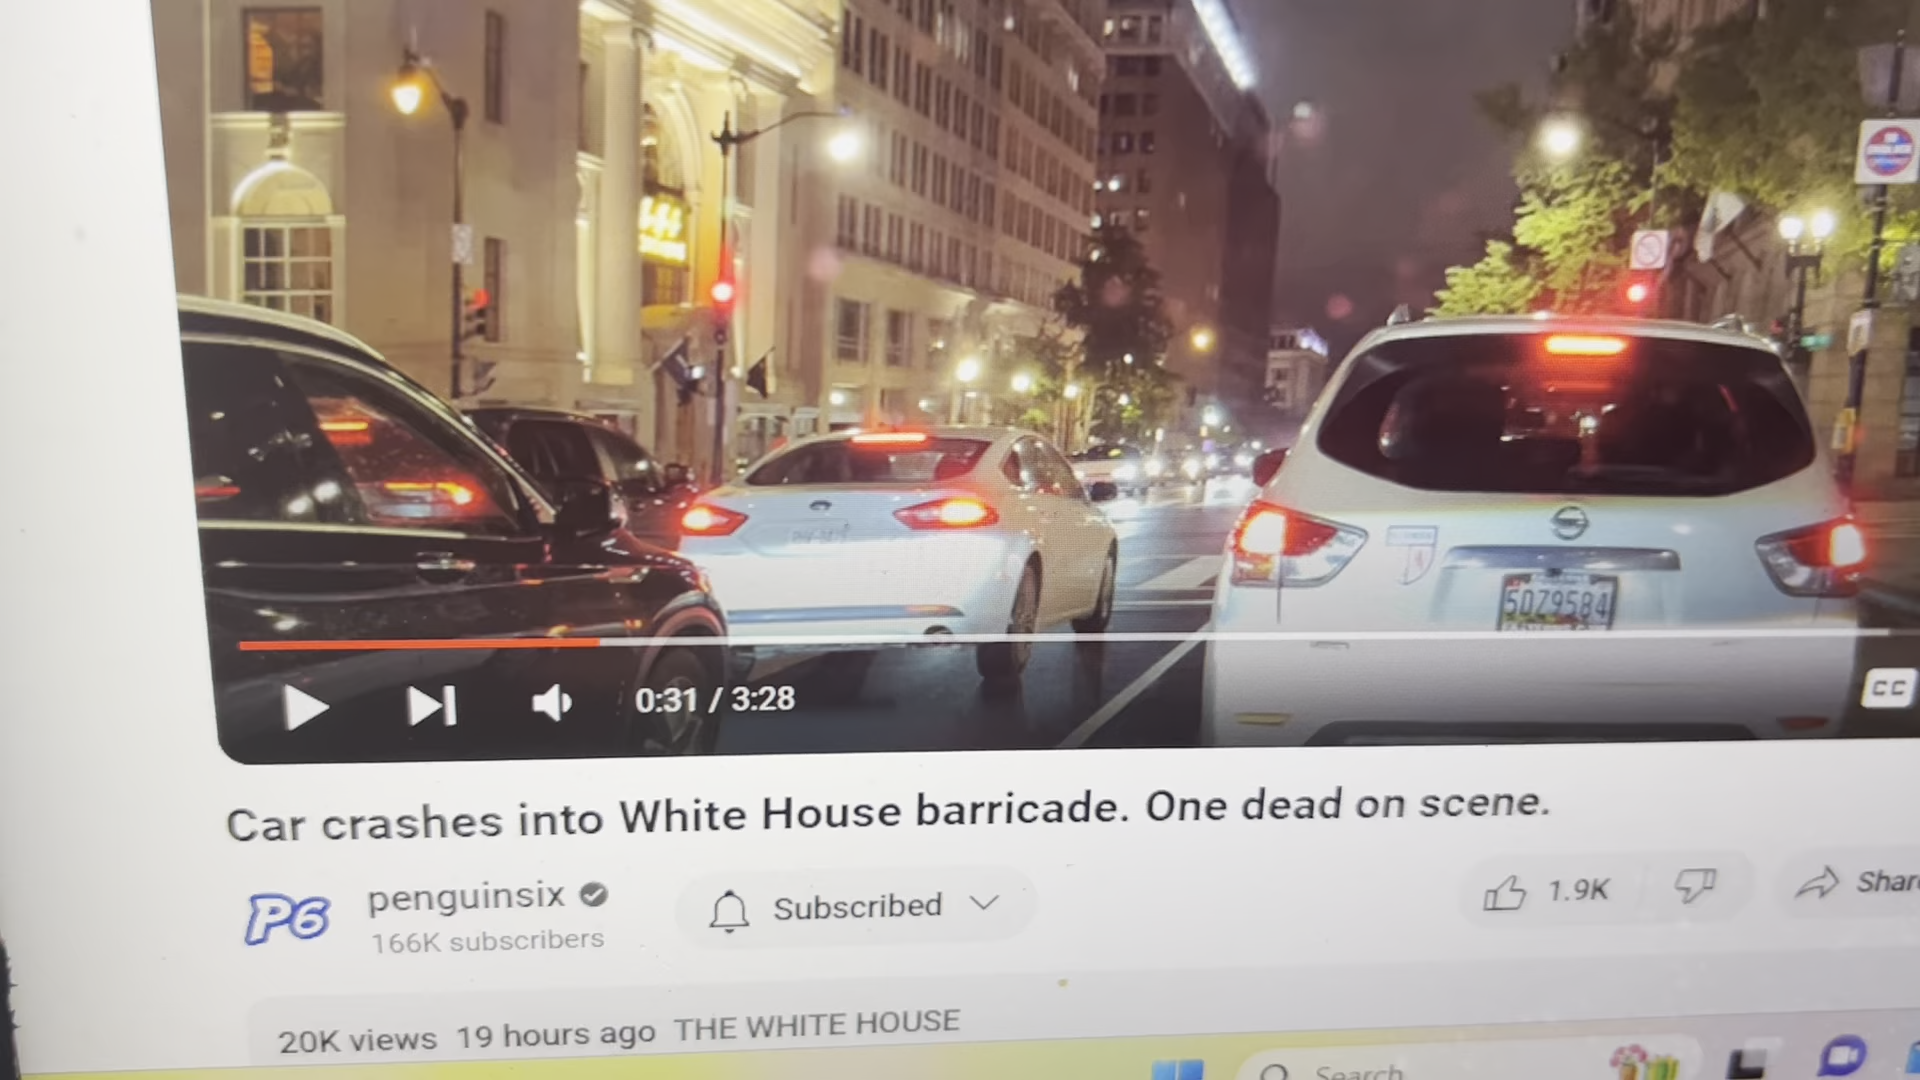 5DZ9584
0:31 / 3:28
CC
Car crashes into White House barricade. One dead on scene.
P6
penguinsix
166K subscribers
Subscribed
1.9K
Share
20K views 19 hours ago THE WHITE HOUSE
Search